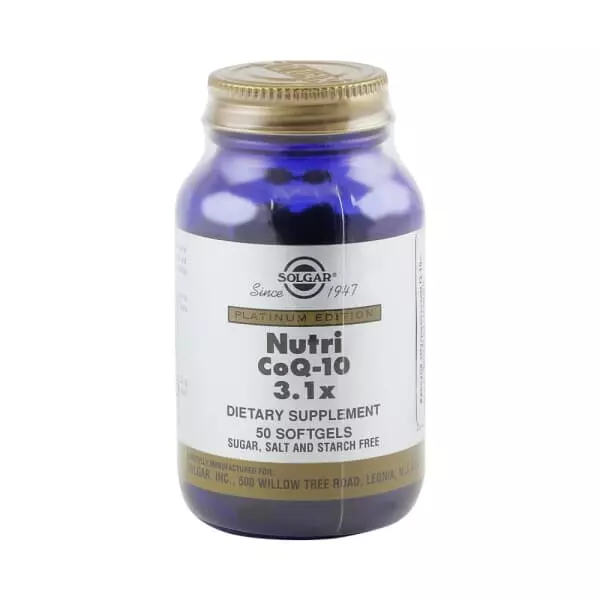 SOLGAR®
Since 1947
PLATINUM EDITION
Nutri
CoQ-10
3.1x
DIETARY SUPPLEMENT
50 SOFTGELS
SUGAR, SALT AND STARCH FREE
MANUFACTURED FOR:
SOLGAR, INC., 500 WILLOW TREE ROAD, LEONIA, N.J.